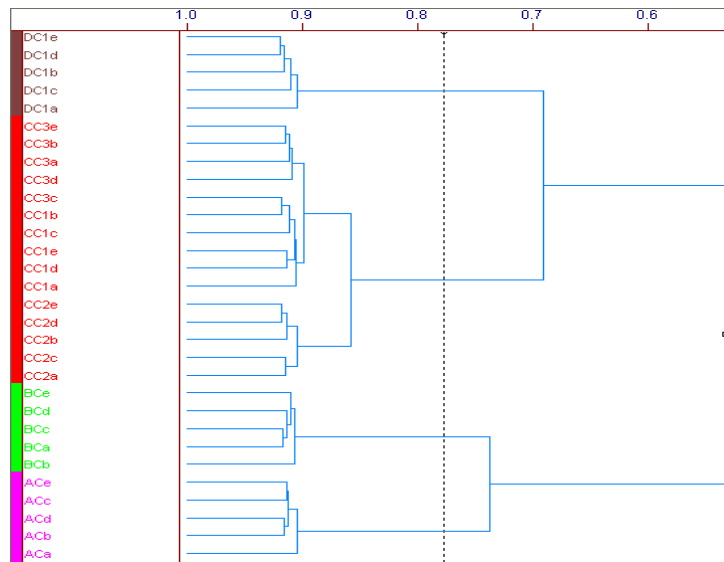 1.0 0.9 0.8 0.7 0.6
DC1e
DC1d
DC1b
DC1c
DC1a
CC3e
CC3b
CC3a
CC3d
CC3c
CC1b
CC1c
CC1e
CC1d
CC1a
CC2e
CC2d
CC2b
CC2c
CC2a
BCe
BCd
BCc
BCa
BCb
ACe
ACc
ACd
ACb
ACa